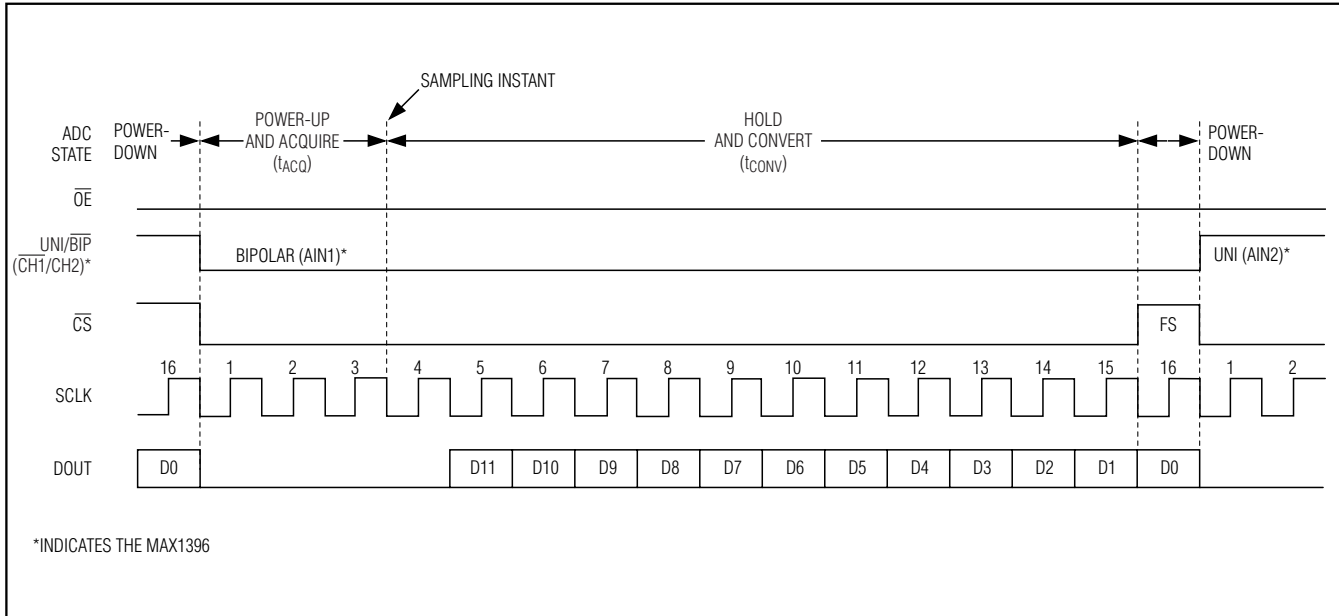 SAMPLING INSTANT
ADC STATE
POWER-DOWN
POWER-UP
AND ACQUIRE
(tACQ)
HOLD
AND CONVERT
(tCONV)
POWER-
DOWN
OE
UNI/BIP
(CH1/CH2)*
BIPOLAR (AIN1)*
UNI (AIN2)*
CS
FS
SCLK
16 1 2 3 4 5 6 7 8 9 10 11 12 13 14 15 16 1 2
DOUT
D0 D11 D10 D9 D8 D7 D6 D5 D4 D3 D2 D1 D0
*INDICATES THE MAX1396